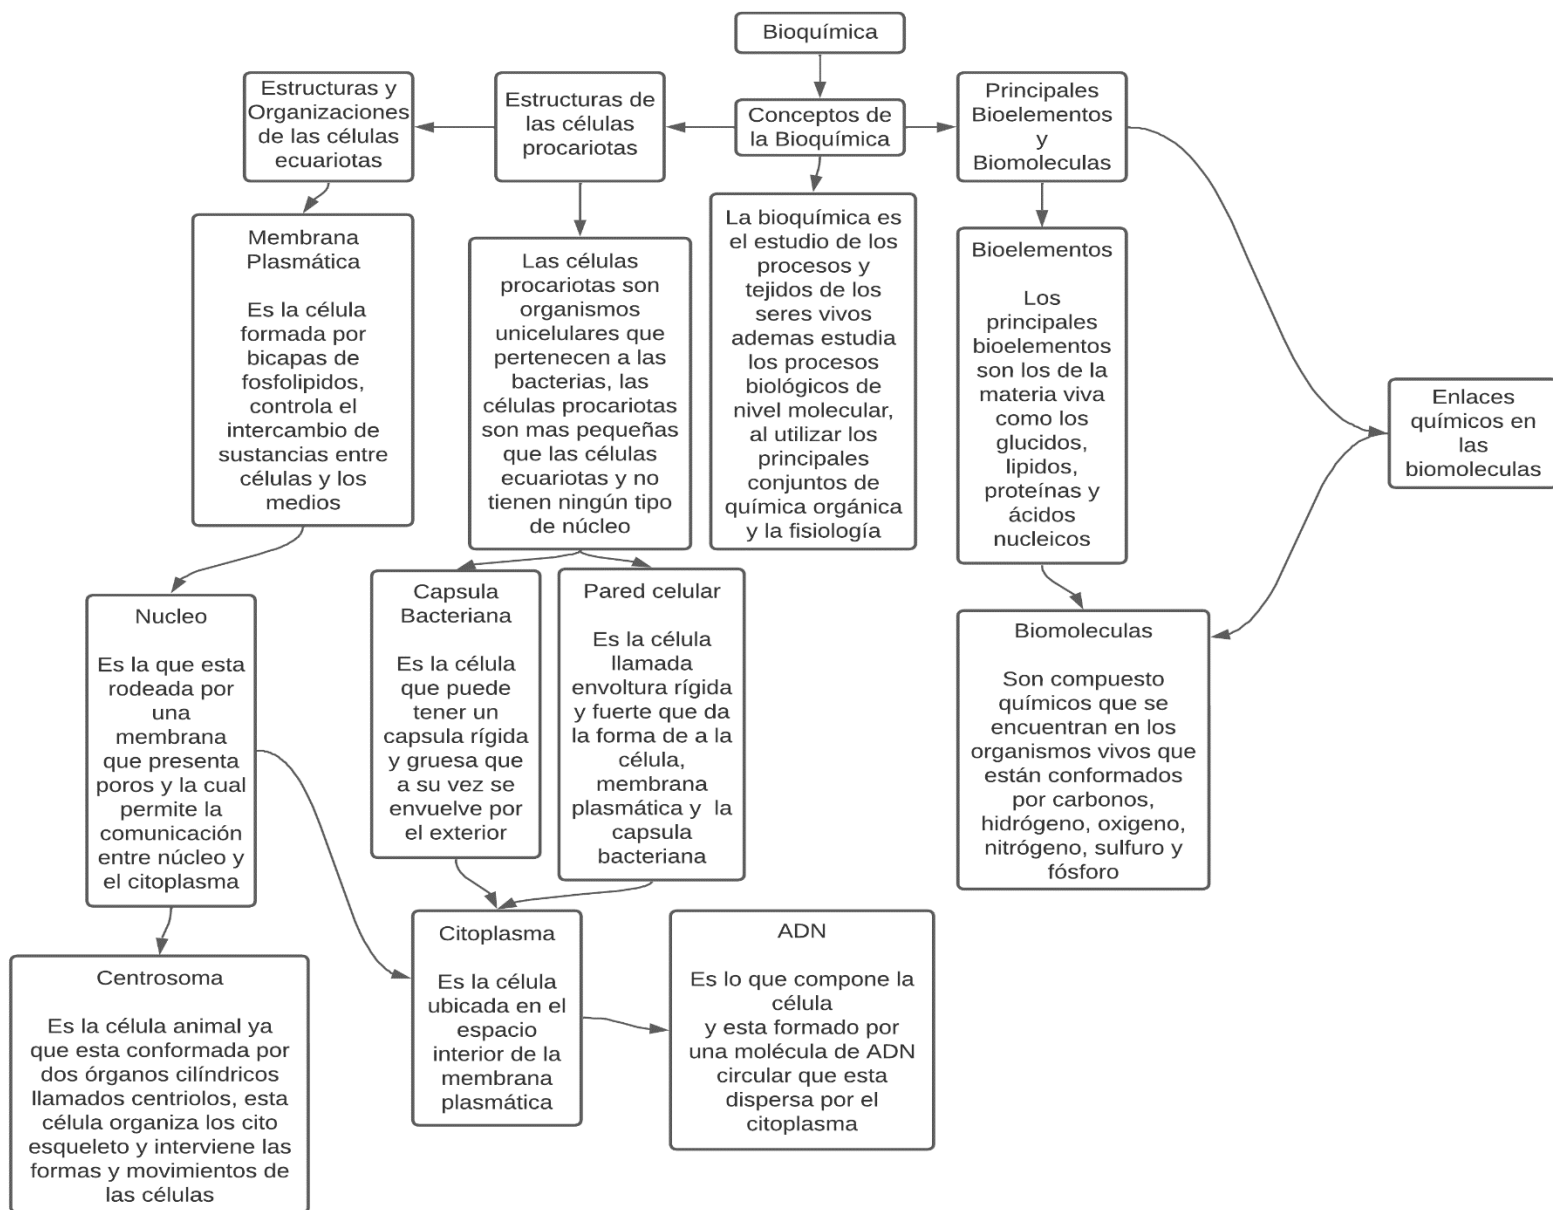 Bioquímica
Estructuras y
Organizaciones
de las células
ecuariotas
Estructuras de
las células
procariotas
Conceptos de
la Bioquímica
Principales
Bioelementos
y
Biomoleculas
Membrana
Plasmática
Es la célula
formada por
bicapas de
fosfolipidos,
controla el
intercambio de
sustancias entre
células y los
medios
Las células
procariotas son
organismos
unicelulares que
pertenecen a las
bacterias, las
células procariotas
son mas pequeñas
que las células
ecuariotas y no
tienen ningún tipo
de núcleo
La bioquímica es
el estudio de los
procesos y
tejidos de los
seres vivos
ademas estudia
los procesos
biológicos de
nivel molecular,
al utilizar los
principales
conjuntos de
química orgánica
y la fisiología
Bioelementos
Los
principales
bioelementos
son los de la
materia viva
como los
glucidos,
lipidos,
proteínas y
ácidos
nucleicos
Enlaces
químicos en
las
biomoleculas
Nucleo
Es la que esta
rodeada por
una
membrana
que presenta
poros y la cual
permite la
comunicación
entre núcleo y
el citoplasma
Capsula
Bacteriana
Es la célula
que puede
tener un
capsula rígida
y gruesa que
a su vez se
envuelve por
el exterior
Pared celular
Es la célula
llamada
envoltura rígida
y fuerte que da
la forma de a la
célula,
membrana
plasmática y la
capsula
bacteriana
Biomoleculas
Son compuesto
químicos que se
encuentran en los
organismos vivos que
están conformados
por carbonos,
hidrógeno, oxigeno,
nitrógeno, sulfuro y
fósforo
Centrosoma
Es la célula animal ya
que esta conformada por
dos órganos cilíndricos
llamados centriolos, esta
célula organiza los cito
esqueleto y interviene las
formas y movimientos de
las células
Citoplasma
Es la célula
ubicada en el
espacio
interior de la
membrana
plasmática
ADN
Es lo que compone la
célula
y esta formado por
una molécula de ADN
circular que esta
dispersa por el
citoplasma